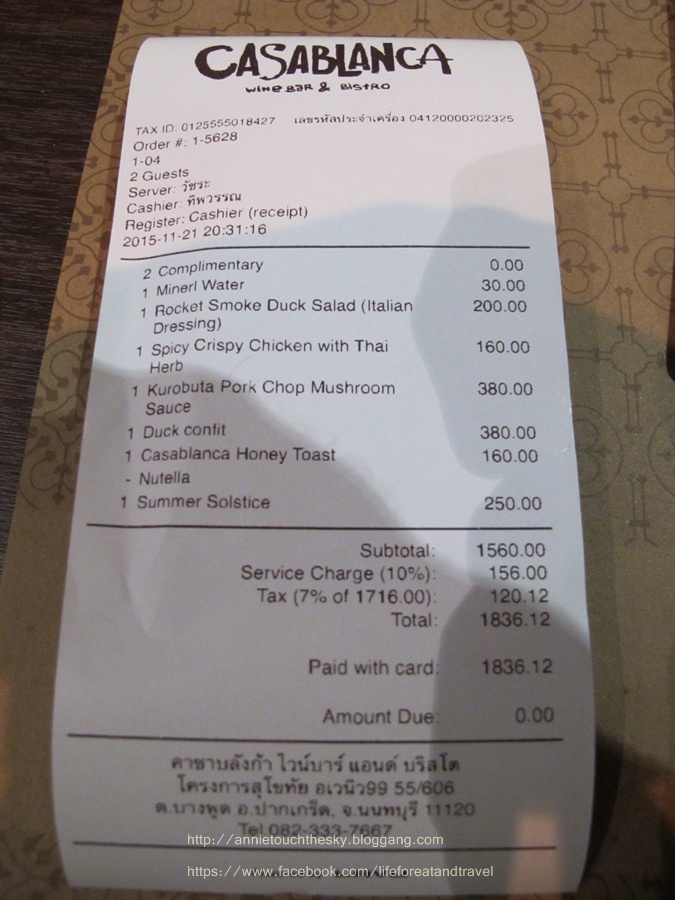 CASABLANCA
WINE BAR & BISTRO
TAX ID: 0125555018427 เลขรหัสประจำเครื่อง 04120000202325
Order #: 1-5628
1-04
2 Guests
Server: วัชระ
Cashier: ทิพวรรณ
Register: Cashier (receipt)
2015-11-21 20:31:16
2 Complimentary 0.00
1 Minerl Water 30.00
1 Rocket Smoke Duck Salad (Italian 200.00
Dressing)
1 Spicy Crispy Chicken with Thai 160.00
Herb
1 Kurobuta Pork Chop Mushroom 380.00
Sauce
1 Duck confit 380.00
1 Casablanca Honey Toast 160.00
- Nutella
1 Summer Solstice 250.00
Subtotal: 1560.00
Service Charge (10%): 156.00
Tax (7% of 1716.00): 120.12
Total: 1836.12
Paid with card: 1836.12
Amount Due: 0.00
คาซาบลังก้า ไวน์บาร์ แอนด์ บริสโต
โครงการสุโขทัย อเวนิว99 55/606
ต.บางพูด อ.ปากเกร็ด, จ.นนทบุรี 11120
Tel 082-333-7667
http://annietouchthesky.bloggang.com
https://www.facebook.com/lifeforeatandtravel